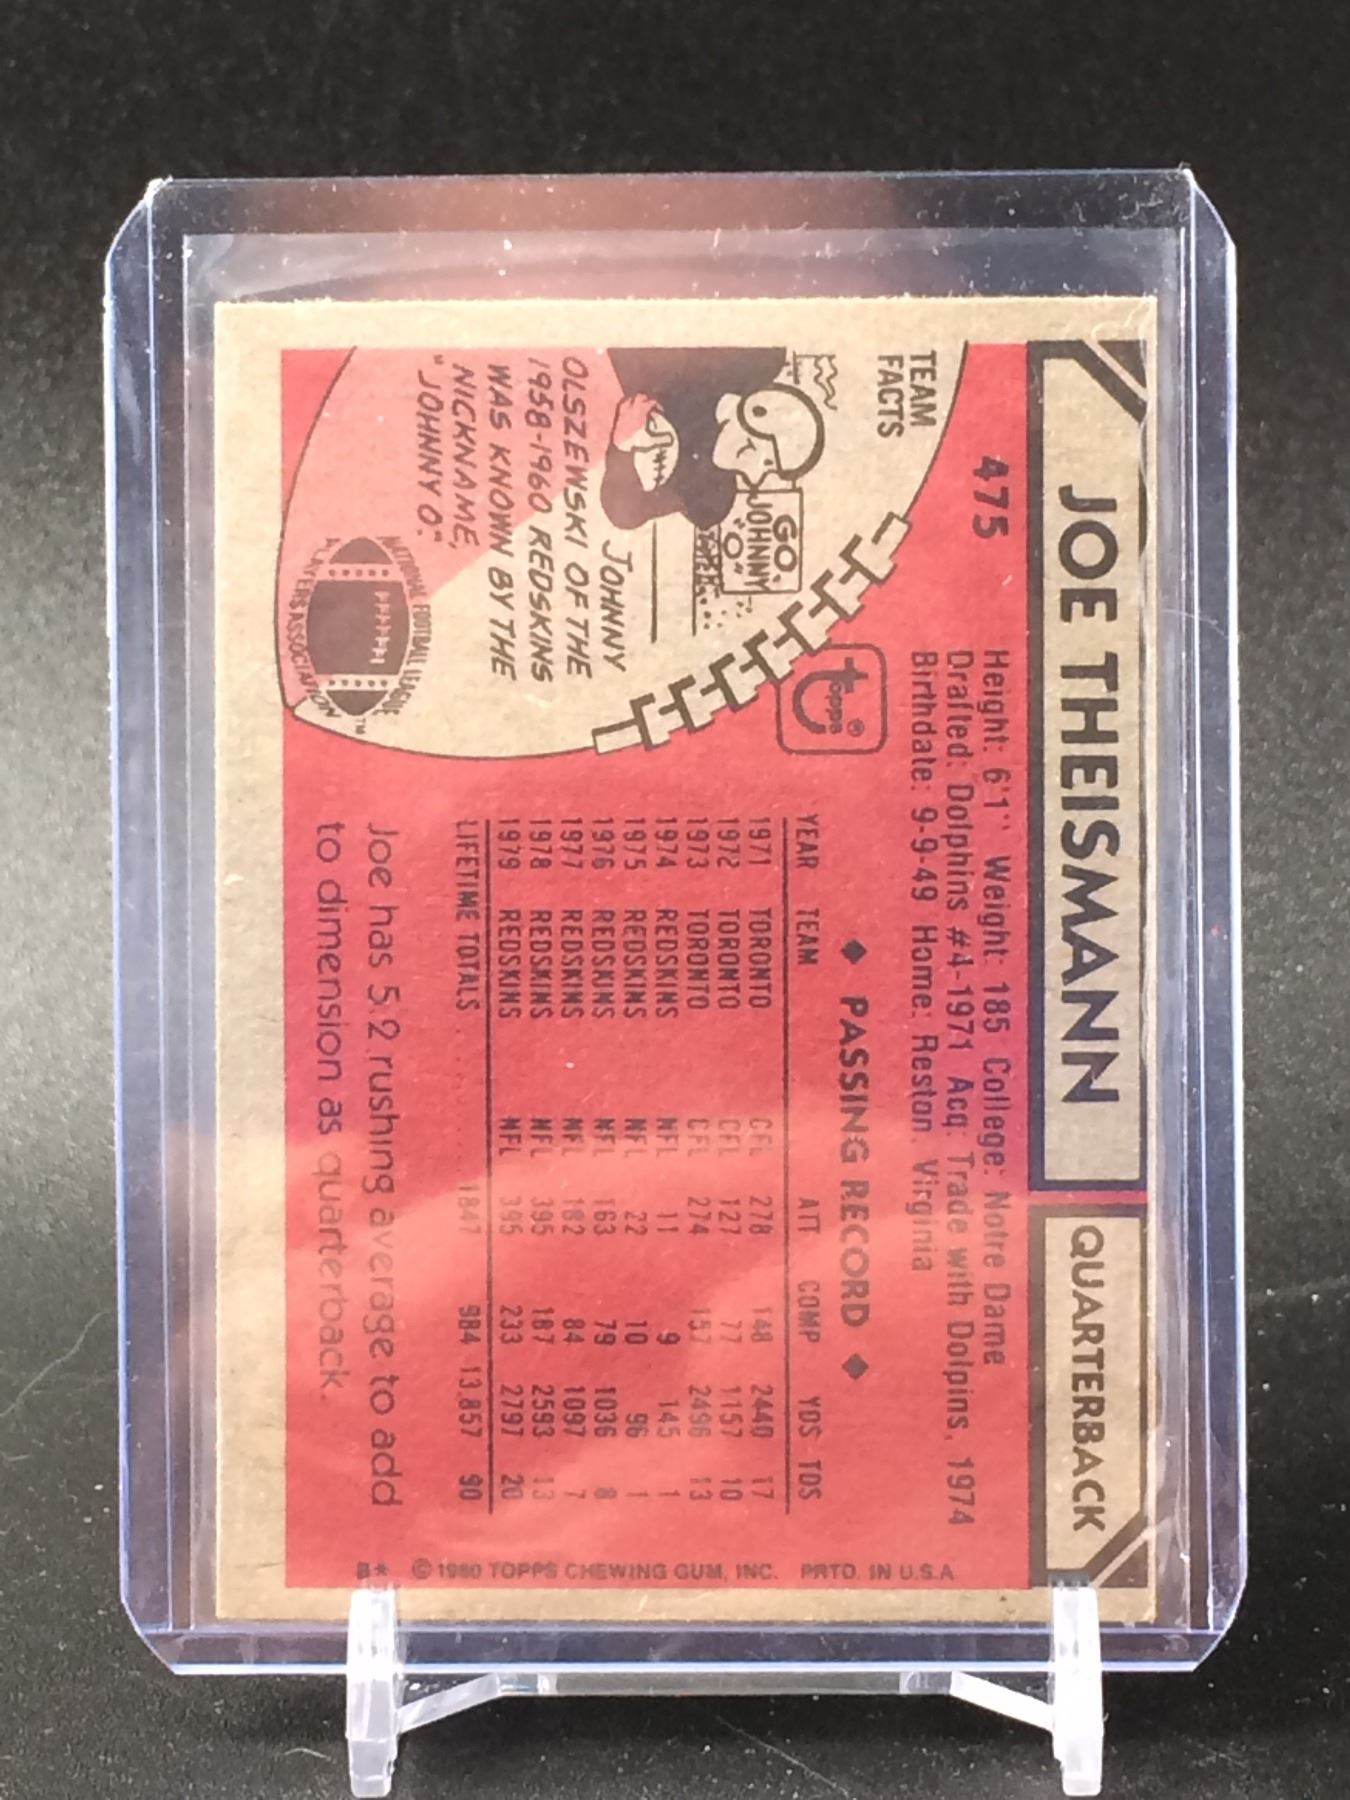 JOE THEISMANN QUARTERBACK
475
Height: 6'1'' Weight: 185 College: Notre Dame
Drafted: Dolphins #4-1971 Acq: Trade with Dolpins, 1974
Birthdate: 9-9-49 Home: Reston, Virginia
TEAM
FACTS
GO,
JOHNNY
"O"
JOHNNY
OLSZEWSKI OF THE
1958-1960 REDSKINS
WAS KNOWN BY THE
NICKNAME,
"JOHNNY O."
NATIONAL FOOTBALL LEAGUE
PLAYERS ASSOCIATION
TM
topps®
◆ PASSING RECORD ◆
YEAR TEAM ATT COMP YDS TDS
1971 TORONTO CFL 278 148 2440 17
1972 TORONTO CFL 127 77 1157 10
1973 TORONTO CFL 274 157 2496 13
1974 REDSKINS NFL 11 9 145 1
1975 REDSKINS NFL 22 10 96 1
1976 REDSKINS NFL 163 79 1036 8
1977 REDSKINS NFL 182 84 1097 7
1978 REDSKINS NFL 395 187 2593 13
1979 REDSKINS NFL 395 233 2797 20
LIFETIME TOTALS 1847 984 13,857 90
Joe has 5.2 rushing average to add
to dimension as quarterback.
B* © 1980 TOPPS CHEWING GUM, INC. PRTD. IN U.S.A.